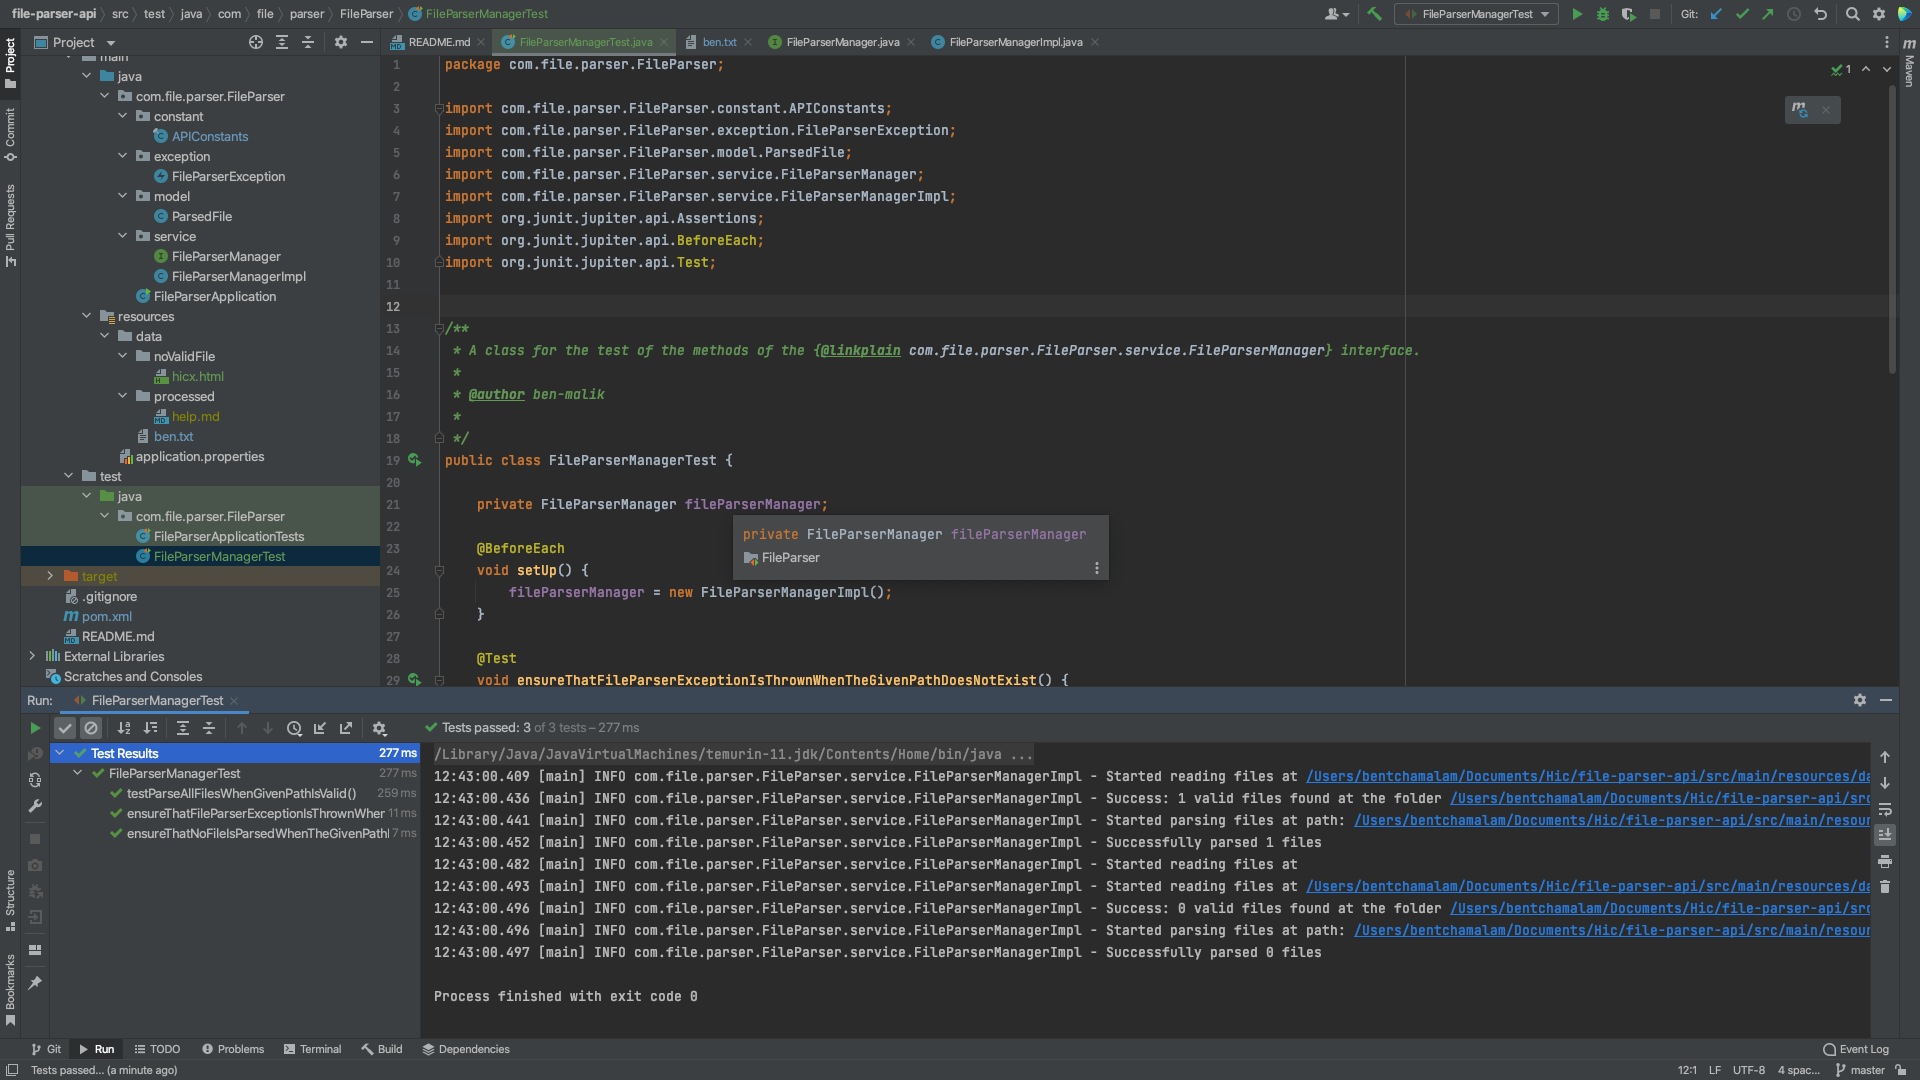 file-parser-api › src › test › java › com › file › parser › FileParser › FileParserManagerTest
FileParserManagerTest
Git:
Project
README.md
FileParserManagerTest.java
ben.txt
FileParserManager.java
FileParserManagerImpl.java
Project
Commit
Pull Requests
Structure
Bookmarks
Maven
main
java
com.file.parser.FileParser
constant
APIConstants
exception
FileParserException
model
ParsedFile
service
FileParserManager
FileParserManagerImpl
FileParserApplication
resources
data
noValidFile
hicx.html
processed
help.md
ben.txt
application.properties
test
java
com.file.parser.FileParser
FileParserApplicationTests
FileParserManagerTest
target
.gitignore
pom.xml
README.md
External Libraries
Scratches and Consoles
1 package com.file.parser.FileParser;
2
3 import com.file.parser.FileParser.constant.APIConstants;
4 import com.file.parser.FileParser.exception.FileParserException;
5 import com.file.parser.FileParser.model.ParsedFile;
6 import com.file.parser.FileParser.service.FileParserManager;
7 import com.file.parser.FileParser.service.FileParserManagerImpl;
8 import org.junit.jupiter.api.Assertions;
9 import org.junit.jupiter.api.BeforeEach;
10 import org.junit.jupiter.api.Test;
11
12
13 /**
14 * A class for the test of the methods of the {@linkplain com.file.parser.FileParser.service.FileParserManager} interface.
15 *
16 * @author ben-malik
17 *
18 */
19 public class FileParserManagerTest {
20
21 private FileParserManager fileParserManager;
22
23 @BeforeEach
24 void setUp() {
25 fileParserManager = new FileParserManagerImpl();
26 }
27
28 @Test
29 void ensureThatFileParserExceptionIsThrownWhenTheGivenPathDoesNotExist() {
1
private FileParserManager fileParserManager
FileParser
Run: FileParserManagerTest
Tests passed: 3 of 3 tests – 277 ms
Test Results 277 ms
FileParserManagerTest 277 ms
testParseAllFilesWhenGivenPathIsValid() 259 ms
ensureThatFileParserExceptionIsThrownWher 11 ms
ensureThatNoFileIsParsedWhenTheGivenPathI 7 ms
/Library/Java/JavaVirtualMachines/temurin-11.jdk/Contents/Home/bin/java ...
12:43:00.409 [main] INFO com.file.parser.FileParser.service.FileParserManagerImpl - Started reading files at /Users/bentchamalam/Documents/Hic/file-parser-api/src/main/resources/da
12:43:00.436 [main] INFO com.file.parser.FileParser.service.FileParserManagerImpl - Success: 1 valid files found at the folder /Users/bentchamalam/Documents/Hic/file-parser-api/src
12:43:00.441 [main] INFO com.file.parser.FileParser.service.FileParserManagerImpl - Started parsing files at path: /Users/bentchamalam/Documents/Hic/file-parser-api/src/main/resour
12:43:00.452 [main] INFO com.file.parser.FileParser.service.FileParserManagerImpl - Successfully parsed 1 files
12:43:00.482 [main] INFO com.file.parser.FileParser.service.FileParserManagerImpl - Started reading files at
12:43:00.493 [main] INFO com.file.parser.FileParser.service.FileParserManagerImpl - Started reading files at /Users/bentchamalam/Documents/Hic/file-parser-api/src/main/resources/da
12:43:00.496 [main] INFO com.file.parser.FileParser.service.FileParserManagerImpl - Success: 0 valid files found at the folder /Users/bentchamalam/Documents/Hic/file-parser-api/src
12:43:00.496 [main] INFO com.file.parser.FileParser.service.FileParserManagerImpl - Started parsing files at path: /Users/bentchamalam/Documents/Hic/file-parser-api/src/main/resour
12:43:00.497 [main] INFO com.file.parser.FileParser.service.FileParserManagerImpl - Successfully parsed 0 files
Process finished with exit code 0
Git Run TODO Problems Terminal Build Dependencies Event Log
Tests passed... (a minute ago) 12:1 LF UTF-8 4 spac... master